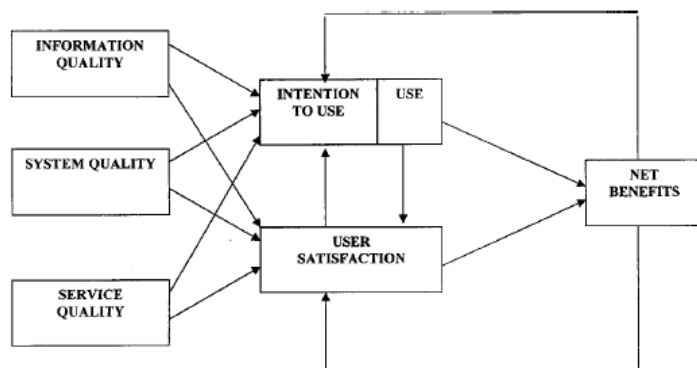 INFORMATION
QUALITY
INTENTION
TO USE
USE
SYSTEM QUALITY
NET
BENEFITS
USER
SATISFACTION
SERVICE
QUALITY